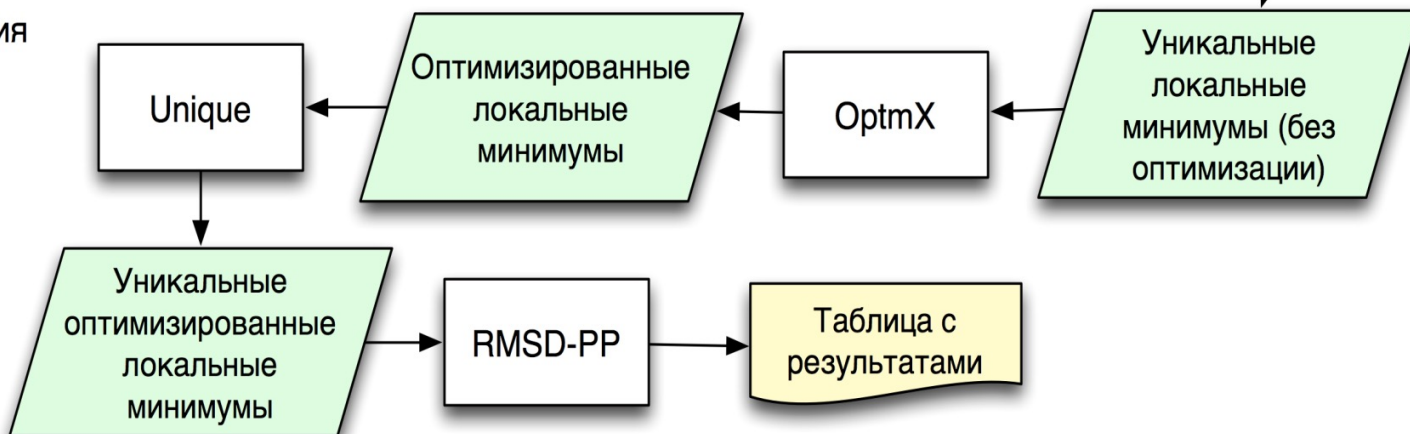 ия
Unique
Оптимизированные
локальные
минимумы
OptmX
Уникальные
локальные
минимумы (без
оптимизации)
Уникальные
оптимизированные
локальные
минимумы
RMSD-PP
Таблица с
результатами